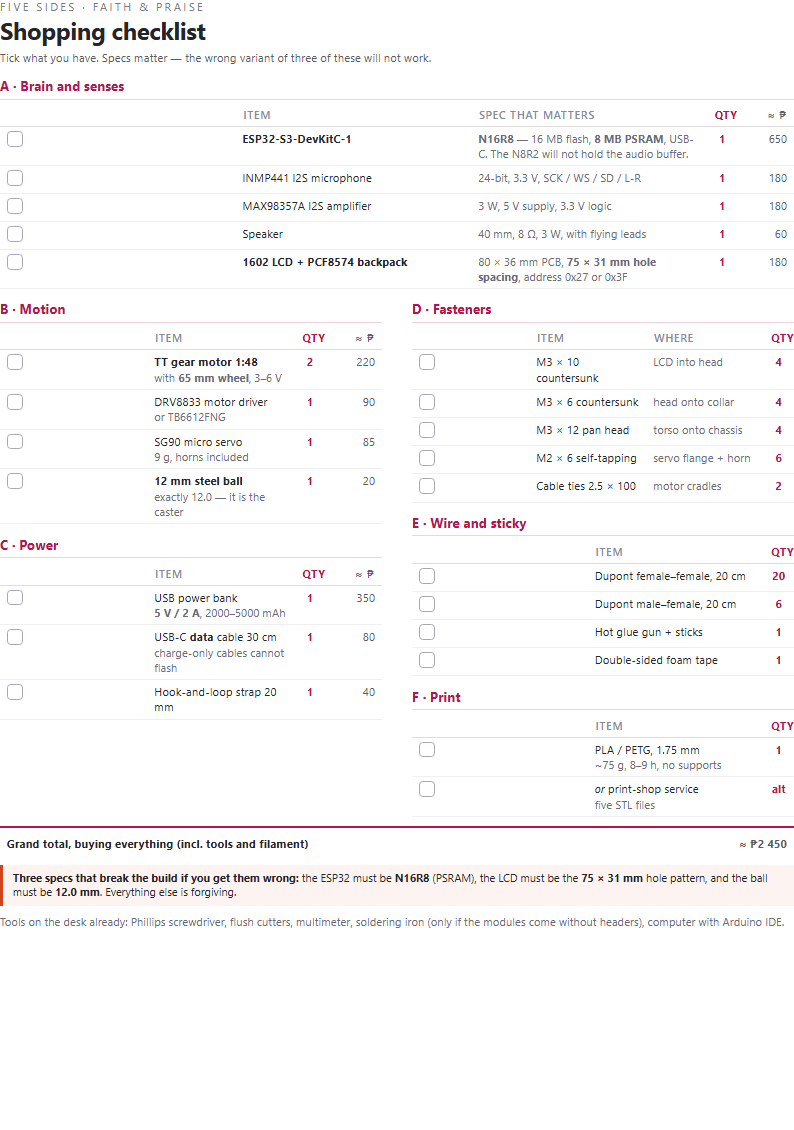 FIVE SIDES · FAITH & PRAISE
Shopping checklist
Tick what you have. Specs matter — the wrong variant of three of these will not work.
A · Brain and senses
ITEM SPEC THAT MATTERS QTY ≈ ₱
ESP32-S3-DevKitC-1 N16R8 — 16 MB flash, 8 MB PSRAM, USB- 1 650
C. The N8R2 will not hold the audio buffer.
INMP441 I2S microphone 24-bit, 3.3 V, SCK / WS / SD / L-R 1 180
MAX98357A I2S amplifier 3 W, 5 V supply, 3.3 V logic 1 180
Speaker 40 mm, 8 Ω, 3 W, with flying leads 1 60
1602 LCD + PCF8574 backpack 80 × 36 mm PCB, 75 × 31 mm hole 1 180
spacing, address 0x27 or 0x3F
B · Motion
ITEM QTY ≈ ₱
TT gear motor 1:48 2 220
with 65 mm wheel, 3–6 V
DRV8833 motor driver 1 90
or TB6612FNG
SG90 micro servo 1 85
9 g, horns included
12 mm steel ball 1 20
exactly 12.0 — it is the
caster
C · Power
ITEM QTY ≈ ₱
USB power bank 1 350
5 V / 2 A, 2000–5000 mAh
USB-C data cable 30 cm 1 80
charge-only cables cannot
flash
Hook-and-loop strap 20 1 40
mm
D · Fasteners
ITEM WHERE QTY
M3 × 10 LCD into head 4
countersunk
M3 × 6 countersunk head onto collar 4
M3 × 12 pan head torso onto chassis 4
M2 × 6 self-tapping servo flange + horn 6
Cable ties 2.5 × 100 motor cradles 2
E · Wire and sticky
ITEM QTY
Dupont female–female, 20 cm 20
Dupont male–female, 20 cm 6
Hot glue gun + sticks 1
Double-sided foam tape 1
F · Print
ITEM QTY
PLA / PETG, 1.75 mm 1
~75 g, 8–9 h, no supports
or print-shop service alt
five STL files
Grand total, buying everything (incl. tools and filament) ≈ ₱2 450
Three specs that break the build if you get them wrong: the ESP32 must be N16R8 (PSRAM), the LCD must be the 75 × 31 mm hole pattern, and the ball
must be 12.0 mm. Everything else is forgiving.
Tools on the desk already: Phillips screwdriver, flush cutters, multimeter, soldering iron (only if the modules come without headers), computer with Arduino IDE.